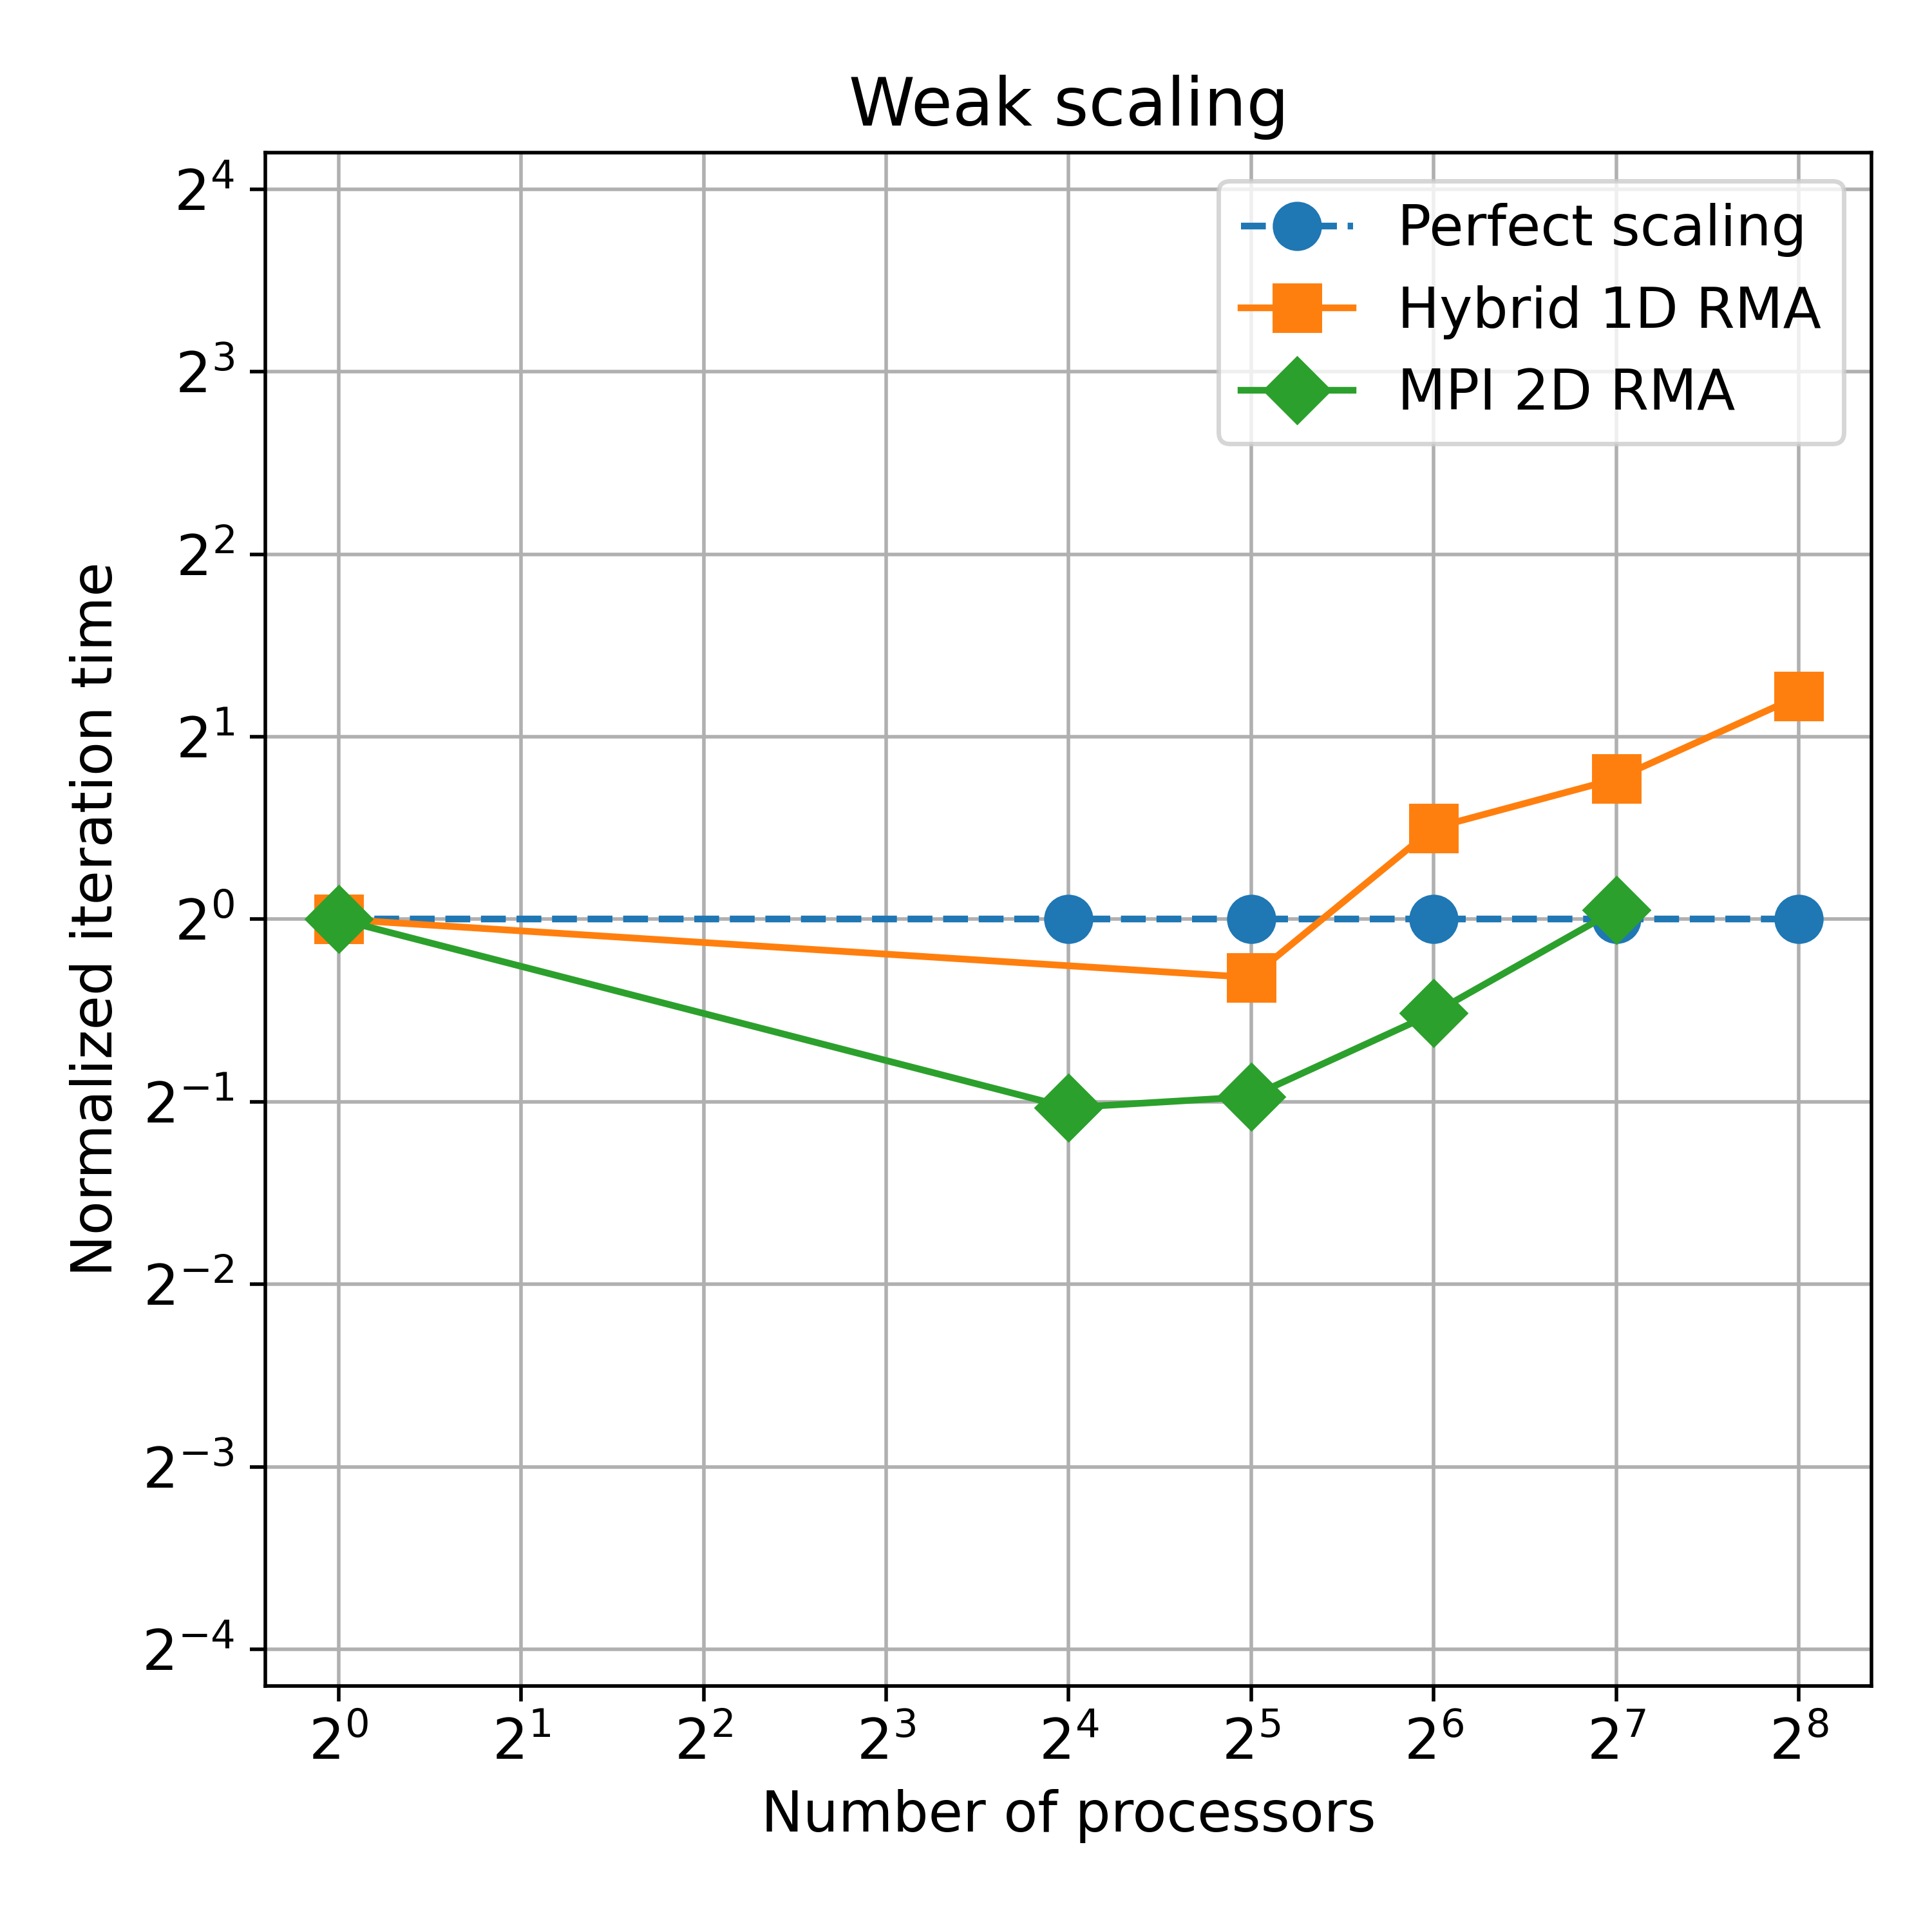 Weak scaling
Perfect scaling
Hybrid 1D RMA
MPI 2D RMA
Normalized iteration time
2⁴
2³
2²
2¹
2⁰
2⁻¹
2⁻²
2⁻³
2⁻⁴
2⁰ 2¹ 2² 2³ 2⁴ 2⁵ 2⁶ 2⁷ 2⁸
Number of processors